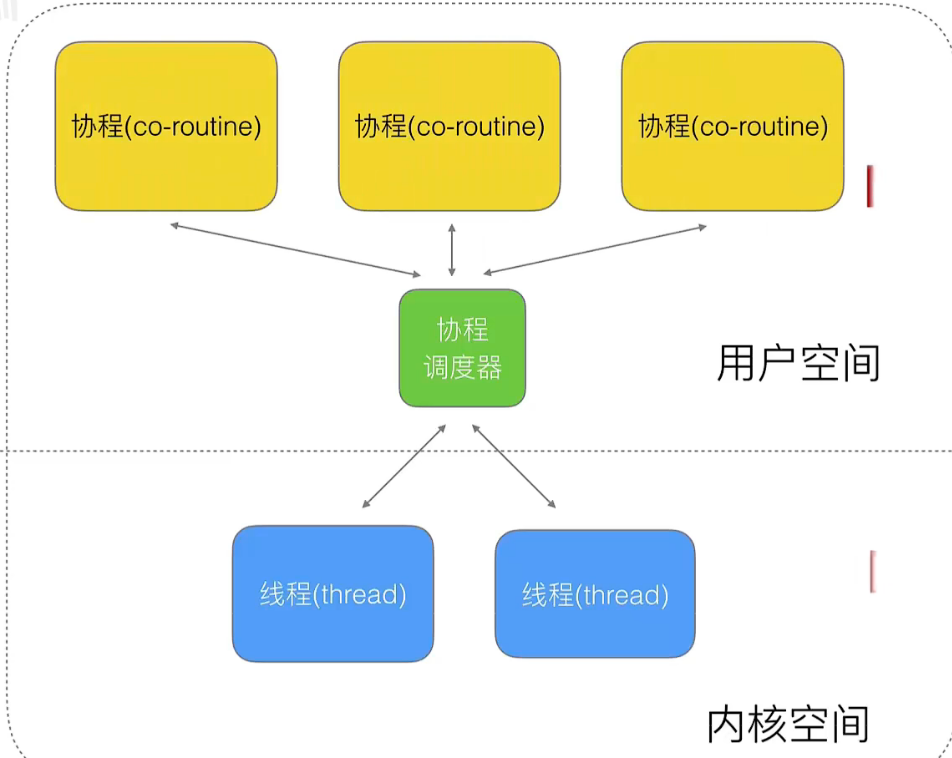 协程(co-routine)
协程(co-routine)
协程(co-routine)
协程
调度器
用户空间
线程(thread)
线程(thread)
内核空间